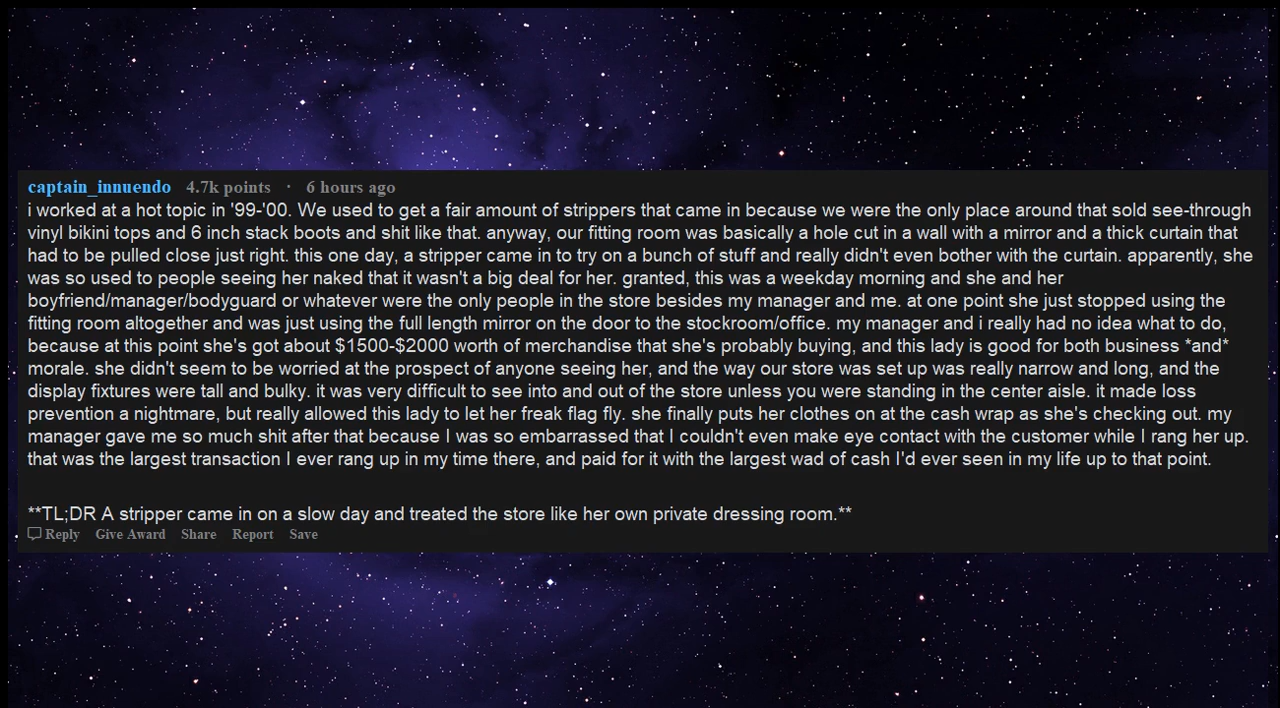 captain_innuendo 4.7k points · 6 hours ago
i worked at a hot topic in '99-'00. We used to get a fair amount of strippers that came in because we were the only place around that sold see-through
vinyl bikini tops and 6 inch stack boots and shit like that. anyway, our fitting room was basically a hole cut in a wall with a mirror and a thick curtain that
had to be pulled close just right. this one day, a stripper came in to try on a bunch of stuff and really didn't even bother with the curtain. apparently, she
was so used to people seeing her naked that it wasn't a big deal for her. granted, this was a weekday morning and she and her
boyfriend/manager/bodyguard or whatever were the only people in the store besides my manager and me. at one point she just stopped using the
fitting room altogether and was just using the full length mirror on the door to the stockroom/office. my manager and i really had no idea what to do,
because at this point she's got about $1500-$2000 worth of merchandise that she's probably buying, and this lady is good for both business *and*
morale. she didn't seem to be worried at the prospect of anyone seeing her, and the way our store was set up was really narrow and long, and the
display fixtures were tall and bulky. it was very difficult to see into and out of the store unless you were standing in the center aisle. it made loss
prevention a nightmare, but really allowed this lady to let her freak flag fly. she finally puts her clothes on at the cash wrap as she's checking out. my
manager gave me so much shit after that because I was so embarrassed that I couldn't even make eye contact with the customer while I rang her up.
that was the largest transaction I ever rang up in my time there, and paid for it with the largest wad of cash I'd ever seen in my life up to that point.
**TL;DR A stripper came in on a slow day and treated the store like her own private dressing room.**
Reply Give Award Share Report Save